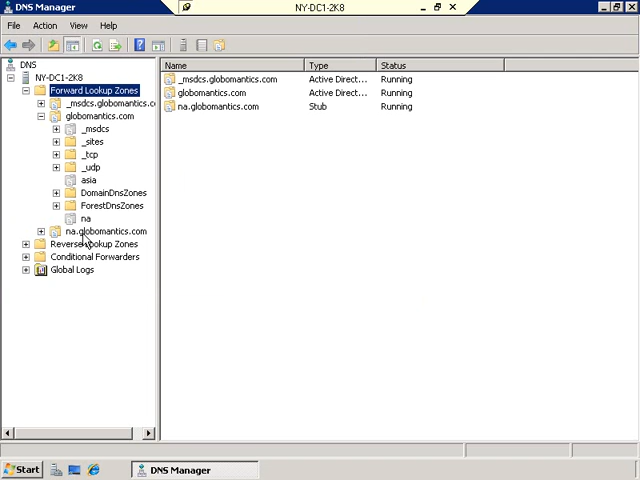 DNS Manager
NY-DC1-2K8
File Action View Help
DNS
NY-DC1-2K8
Forward Lookup Zones
_msdcs.globomantics.co
globomantics.com
_msdcs
_sites
_tcp
_udp
asia
DomainDnsZones
ForestDnsZones
na
na.globomantics.com
Reverse Lookup Zones
Conditional Forwarders
Global Logs
Name Type Status
_msdcs.globomantics.com Active Direct... Running
globomantics.com Active Direct... Running
na.globomantics.com Stub Running
Start DNS Manager